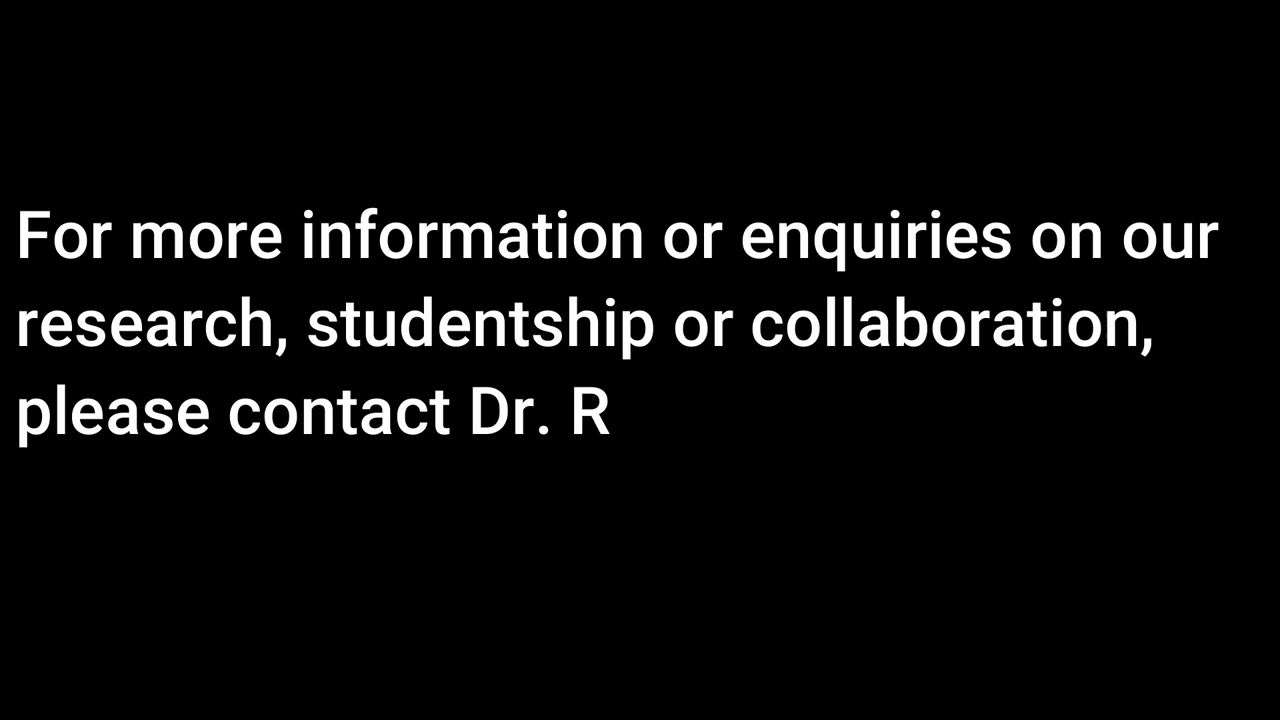 For more information or enquiries on our
research, studentship or collaboration,
please contact Dr. R